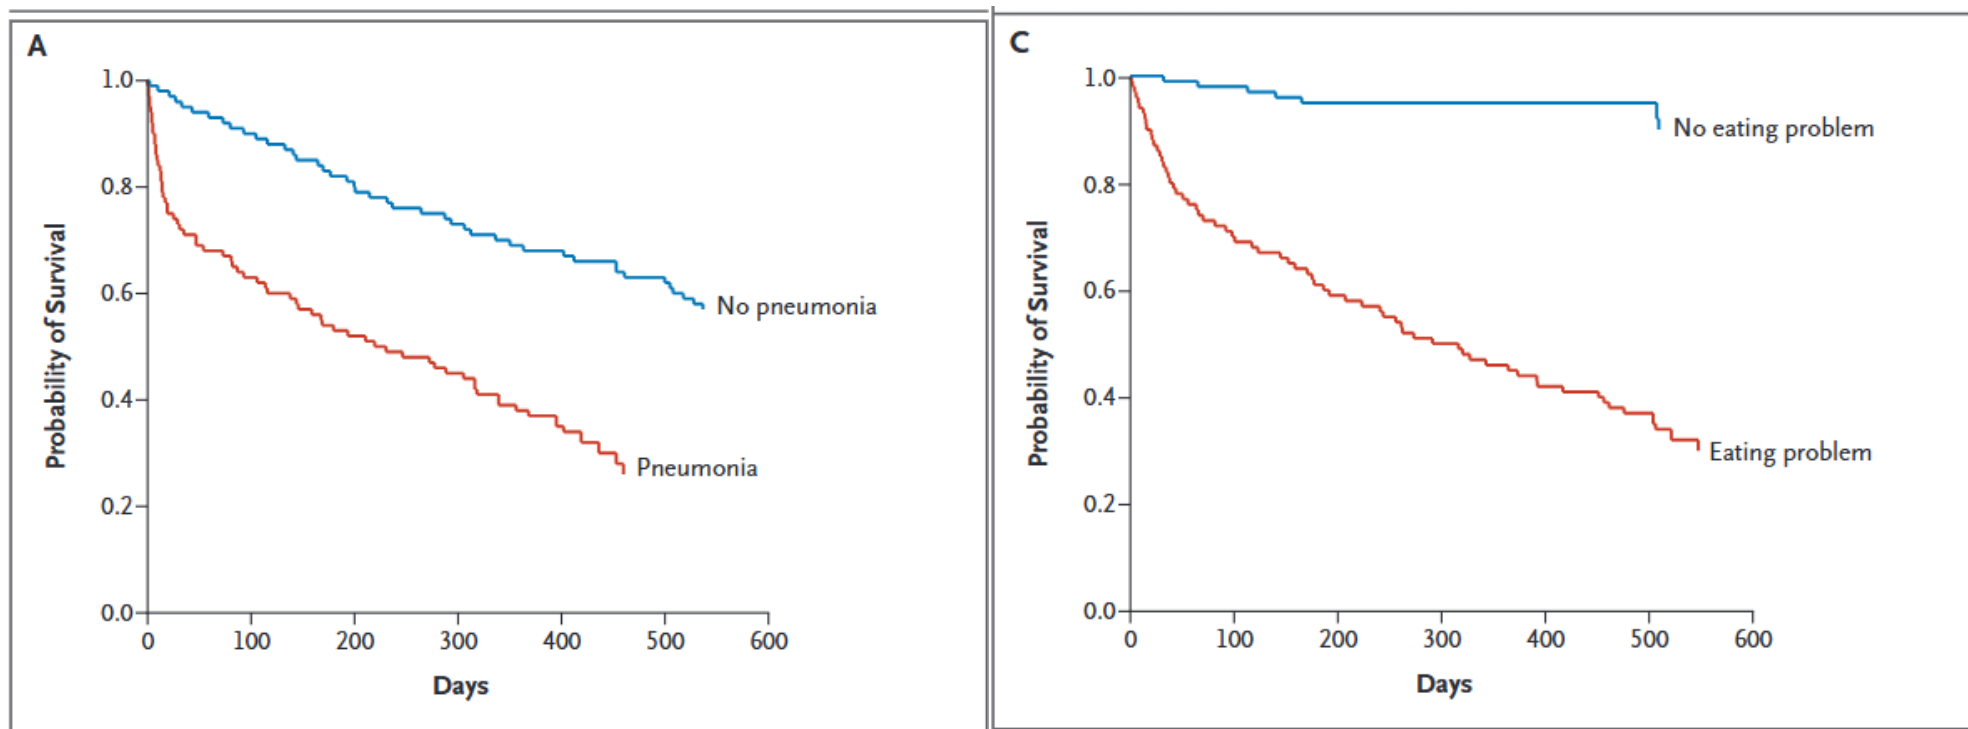 A
Probability of Survival
1.0
0.8
0.6
0.4
0.2
0.0
0 100 200 300 400 500 600
Days
No pneumonia
Pneumonia
C
Probability of Survival
1.0
0.8
0.6
0.4
0.2
0.0
0 100 200 300 400 500 600
Days
No eating problem
Eating problem